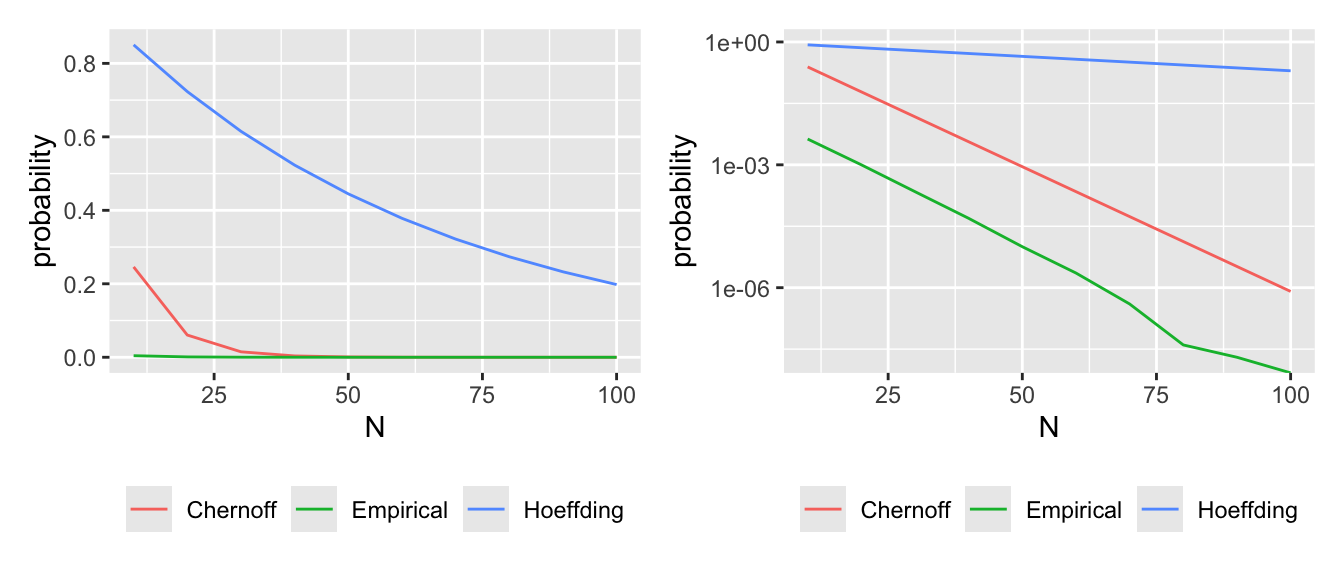 probability
0.8
0.6
0.4
0.2
0.0
25 50 75 100
N
Chernoff Empirical Hoeffding
probability
1e+00
1e-03
1e-06
25 50 75 100
N
Chernoff Empirical Hoeffding